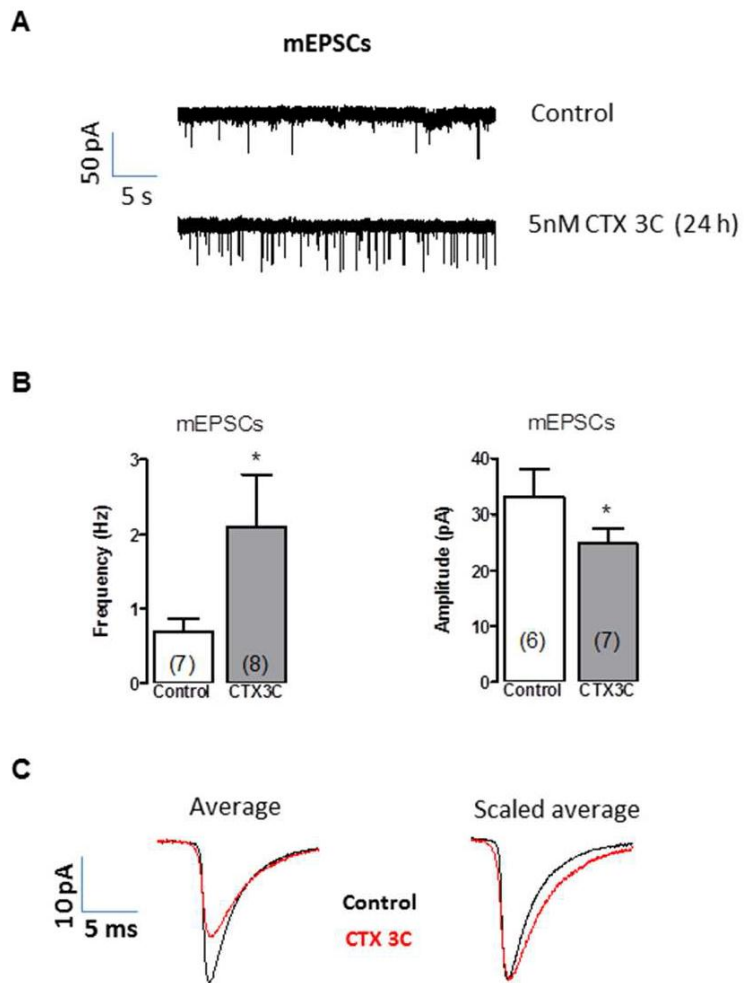 A
mEPSCs
Control
50 pA
5 s
5nM CTX 3C (24 h)
B
mEPSCs
*
3
2
1
0
Frequency (Hz)
(7)
(8)
Control
CTX3C
mEPSCs
*
40
30
20
10
0
Amplitude (pA)
(6)
(7)
Control
CTX3C
C
Average
Scaled average
10 pA
5 ms
Control
CTX 3C